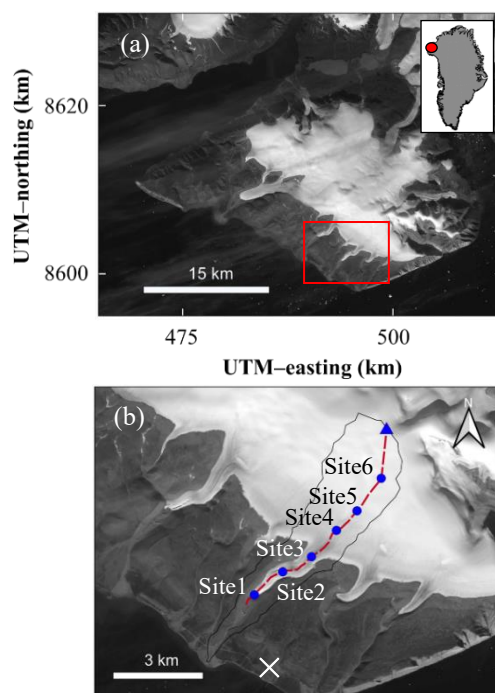 (a)
UTM–northing (km)
8620
8600
15 km
475
500
UTM–easting (km)
(b)
N
Site6
Site5
Site4
Site3
Site1
Site2
3 km